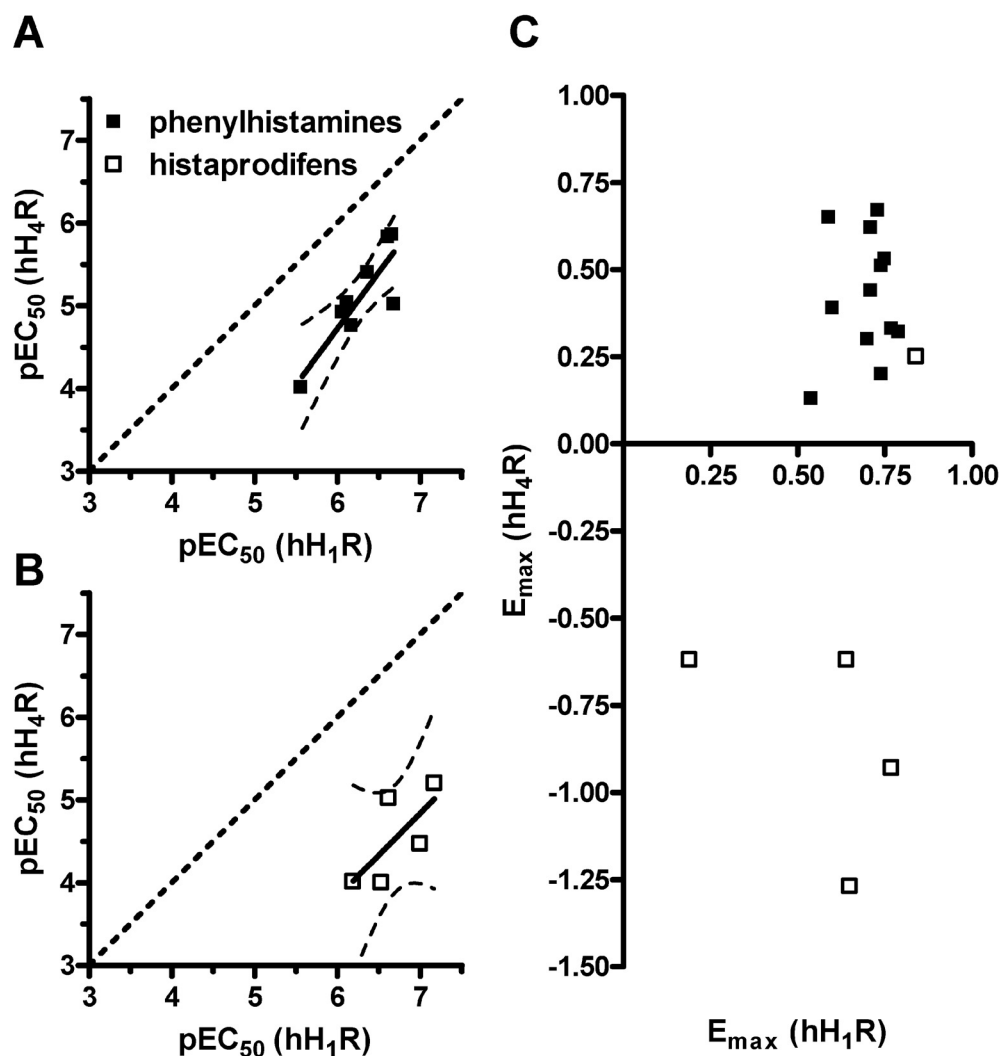 A
7
6
5
4
3
pEC50 (hH4R)
phenylhistamines
histaprodifens
3 4 5 6 7
pEC50 (hH1R)
B
7
6
5
4
3
pEC50 (hH4R)
3 4 5 6 7
pEC50 (hH1R)
C
1.00
0.75
0.50
0.25
0.00
-0.25
-0.50
-0.75
-1.00
-1.25
-1.50
0.25 0.50 0.75 1.00
Emax (hH4R)
Emax (hH1R)